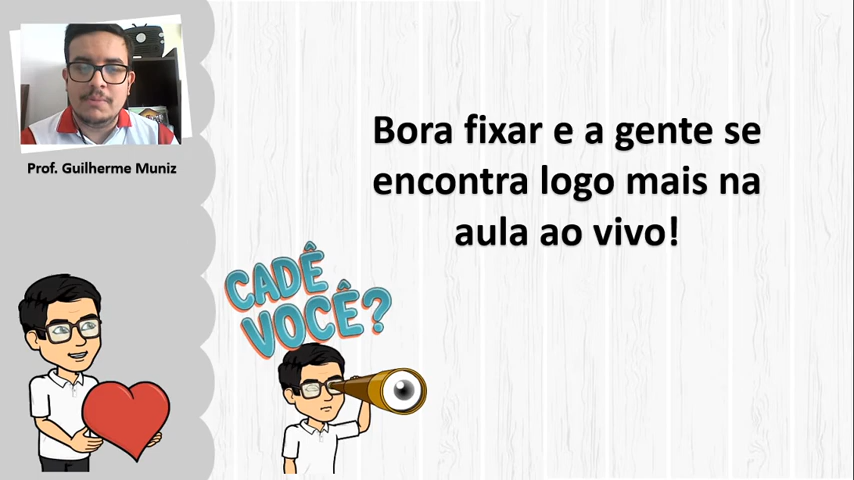 Prof. Guilherme Muniz
Bora fixar e a gente se
encontra logo mais na
aula ao vivo!
CADÊ
VOCÊ?